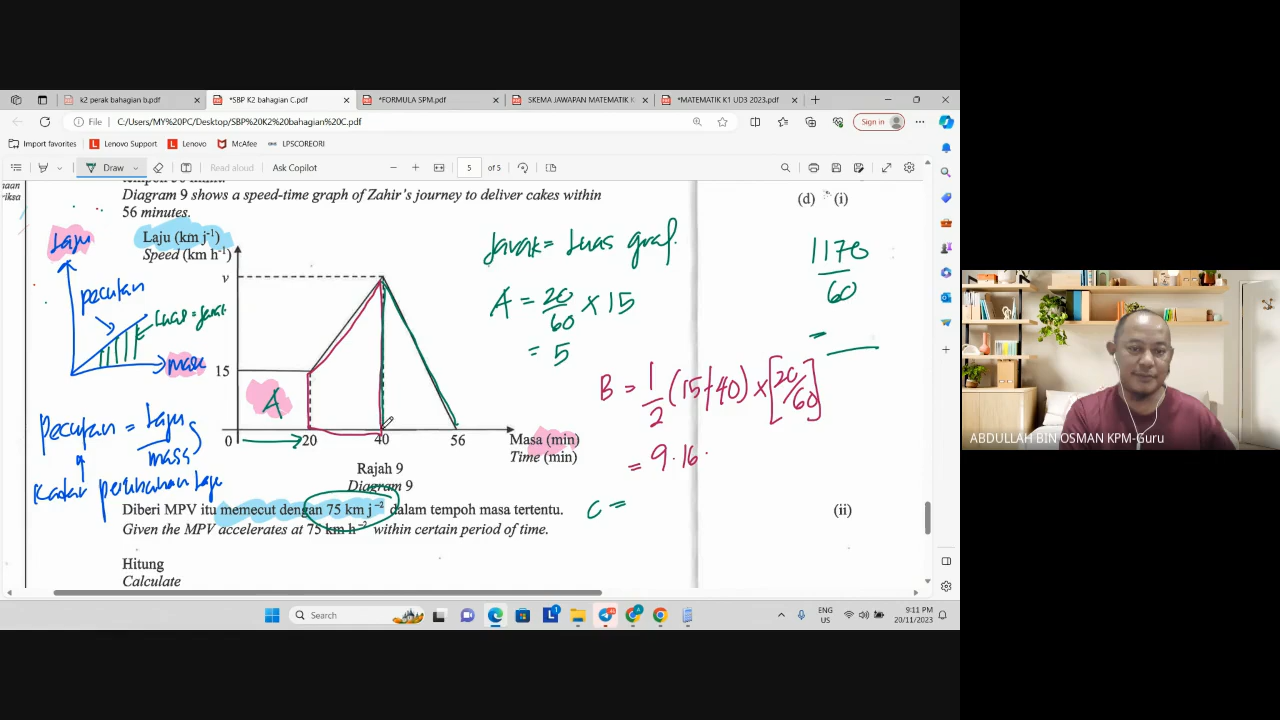 k2 perak bahagian b.pdf
*SBP K2 bahagian C.pdf
*FORMULA SPM.pdf
SKEMA JAWAPAN MATEMATIK K
*MATEMATIK K1 UD3 2023.pdf
File C:/Users/MY%20PC/Desktop/SBP%20K2%20bahagian%20C.pdf
Sign in
Import favorites
Lenovo Support
Lenovo
McAfee
LPSCOREORI
Draw
Read aloud
Ask Copilot
5 of 5
Diagram 9 shows a speed-time graph of Zahir's journey to deliver cakes within
56 minutes.
(d) (i)
Laju
Laju (km j-1)
Speed (km h-1)
Jarak = Luas graf.
1170
60
=
v
pecutan
Luas = jarak
A = 20/60 × 15
= 5
masa
15
A
B = 1/2 (15+40) × [20/60]
= 9.16
Pecutan = Laju
masa
0 20 40 56
Masa (min)
Time (min)
Rajah 9
Diagram 9
Kadar perubahan Laju
C =
Diberi MPV itu memecut dengan 75 km j-2 dalam tempoh masa tertentu.
Given the MPV accelerates at 75 km h-2 within certain period of time.
(ii)
Hitung
Calculate
ABDULLAH BIN OSMAN KPM-Guru
Search
ENG
US
9:11 PM
20/11/2023